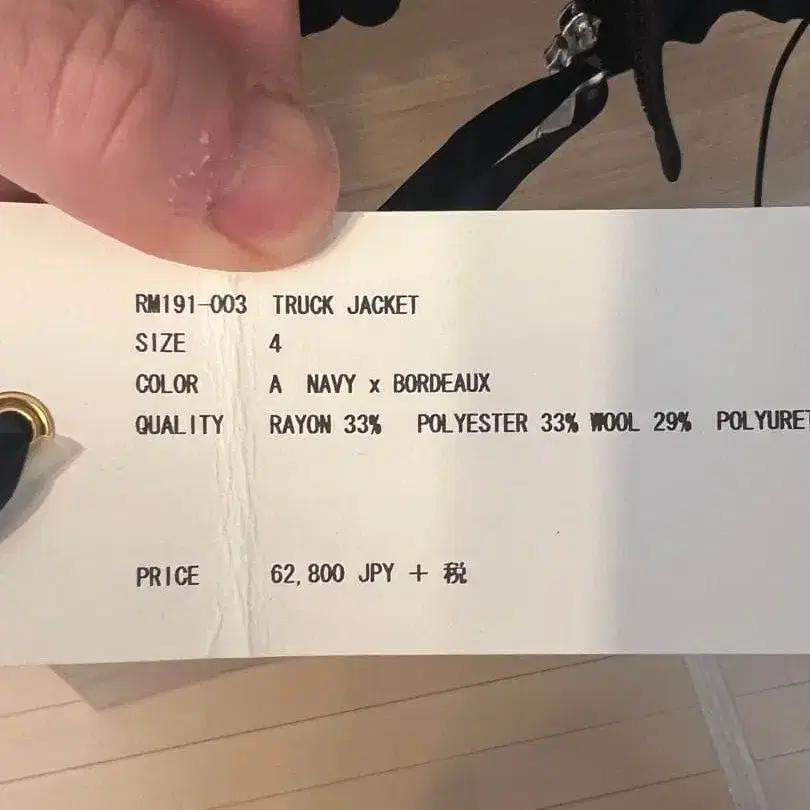 RM191-003 TRUCK JACKET
SIZE 4
COLOR A NAVY x BORDEAUX
QUALITY RAYON 33% POLYESTER 33% WOOL 29% POLYURET
PRICE 62,800 JPY + 税